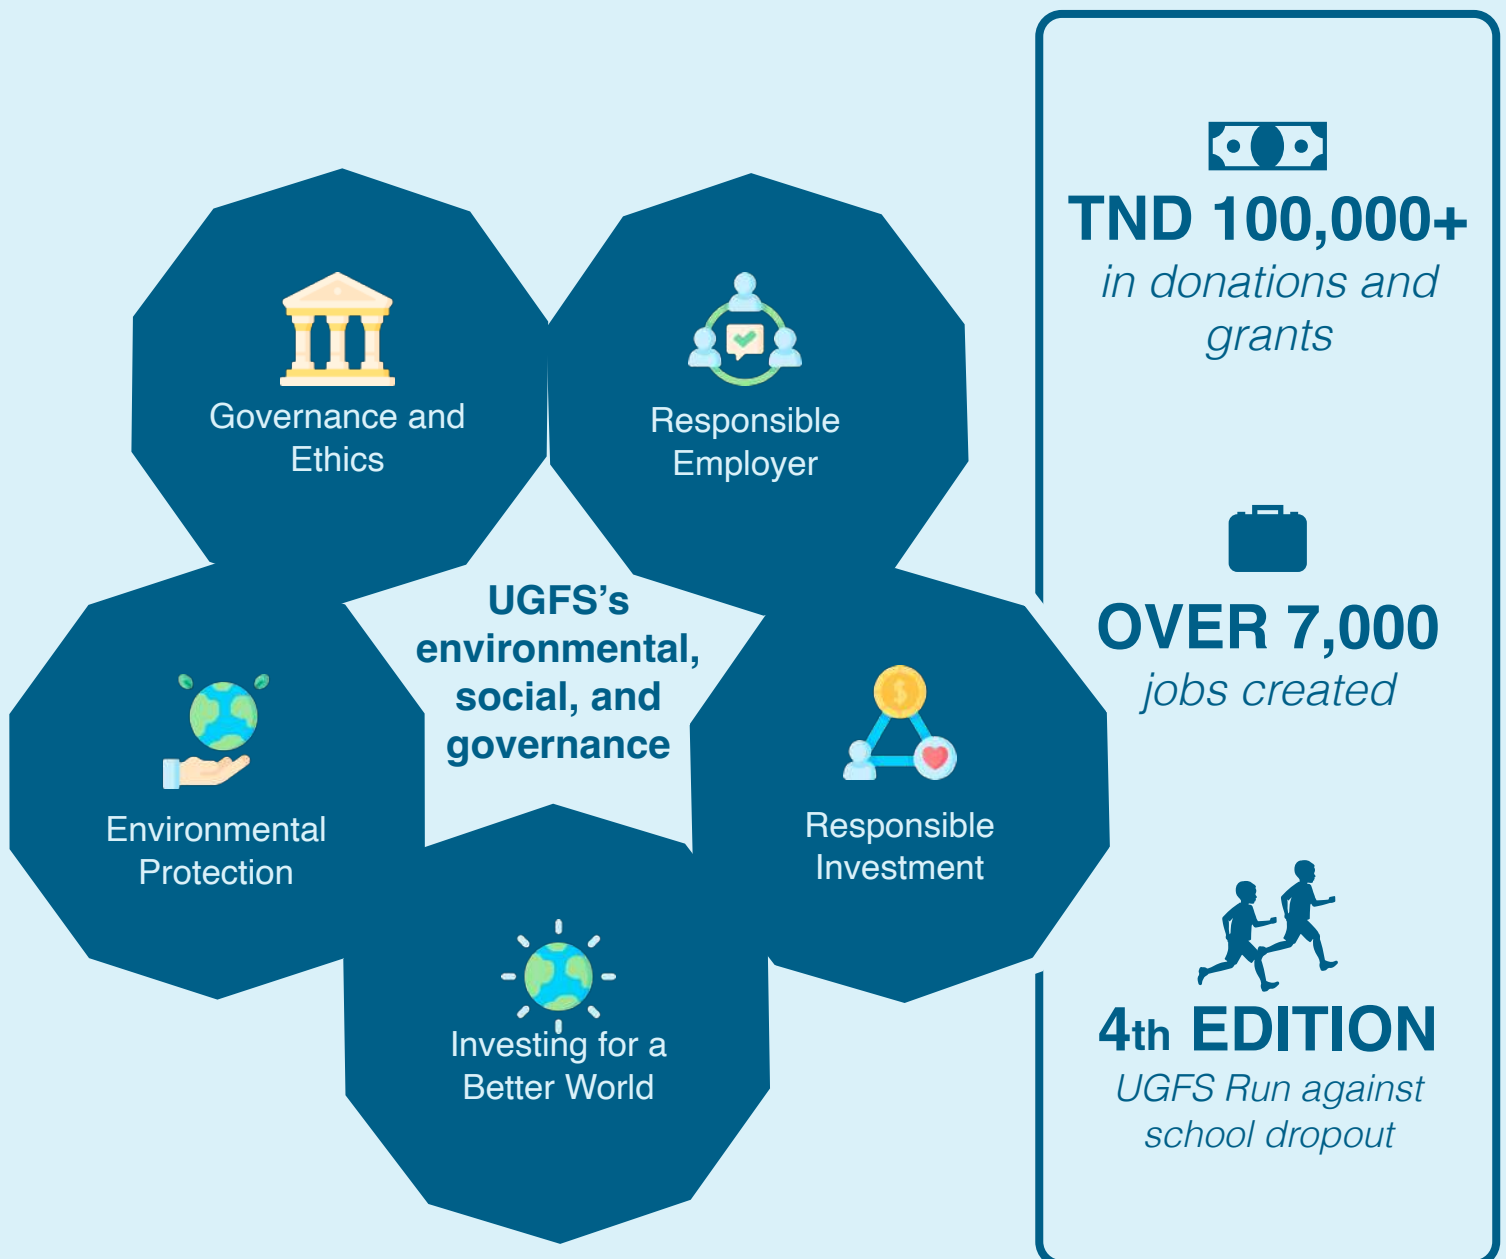 Governance and
Ethics
Responsible
Employer
UGFS’s
environmental,
social, and
governance
Environmental
Protection
Responsible
Investment
Investing for a
Better World
TND 100,000+
in donations and
grants
OVER 7,000
jobs created
4th EDITION
UGFS Run against
school dropout